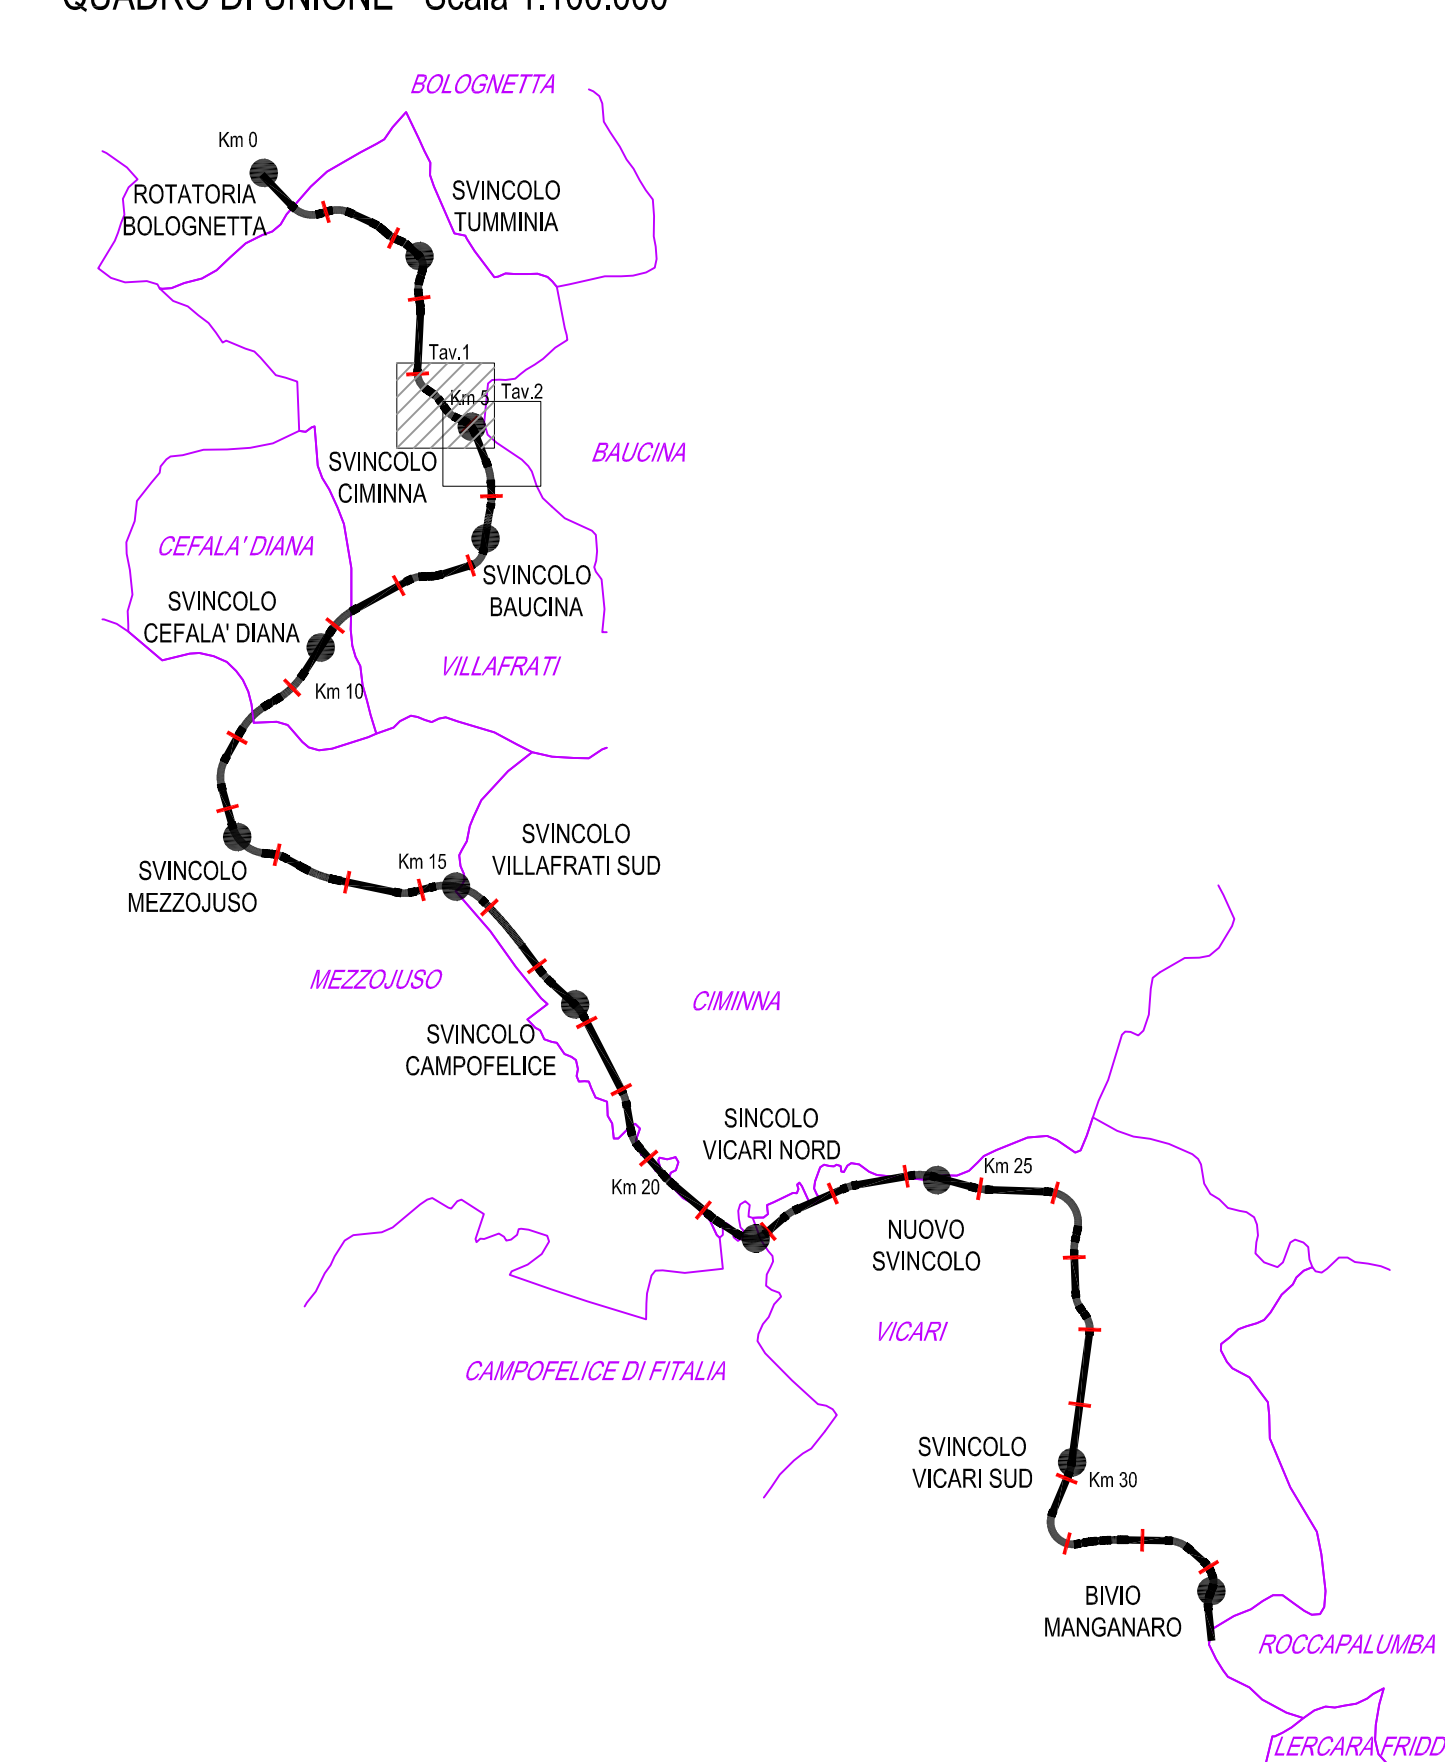 QUADRO DI UNIONE - Scala 1:100.000
BOLOGNETTA
Km 0
ROTATORIA
BOLOGNETTA
SVINCOLO
TUMMINIA
Tav.1
Km 5
Tav.2
BAUCINA
SVINCOLO
CIMINNA
CEFALA' DIANA
SVINCOLO
BAUCINA
SVINCOLO
CEFALA' DIANA
VILLAFRATI
Km 10
SVINCOLO
VILLAFRATI SUD
Km 15
SVINCOLO
MEZZOJUSO
MEZZOJUSO
CIMINNA
SVINCOLO
CAMPOFELICE
SINCOLO
VICARI NORD
Km 25
Km 20
NUOVO
SVINCOLO
VICARI
CAMPOFELICE DI FITALIA
SVINCOLO
VICARI SUD
Km 30
BIVIO
MANGANARO
ROCCAPALUMBA
LERCARA FRIDD